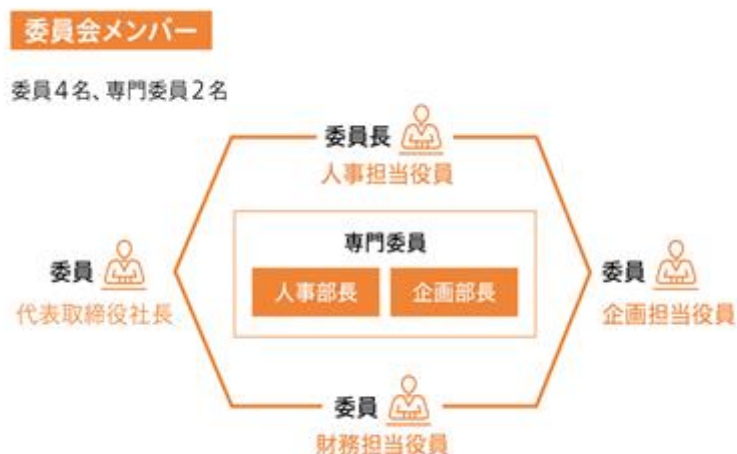 委員会メンバー
委員4名、専門委員2名
委員長
人事担当役員
専門委員
人事部長 企画部長
委員
代表取締役社長
委員
企画担当役員
委員
財務担当役員